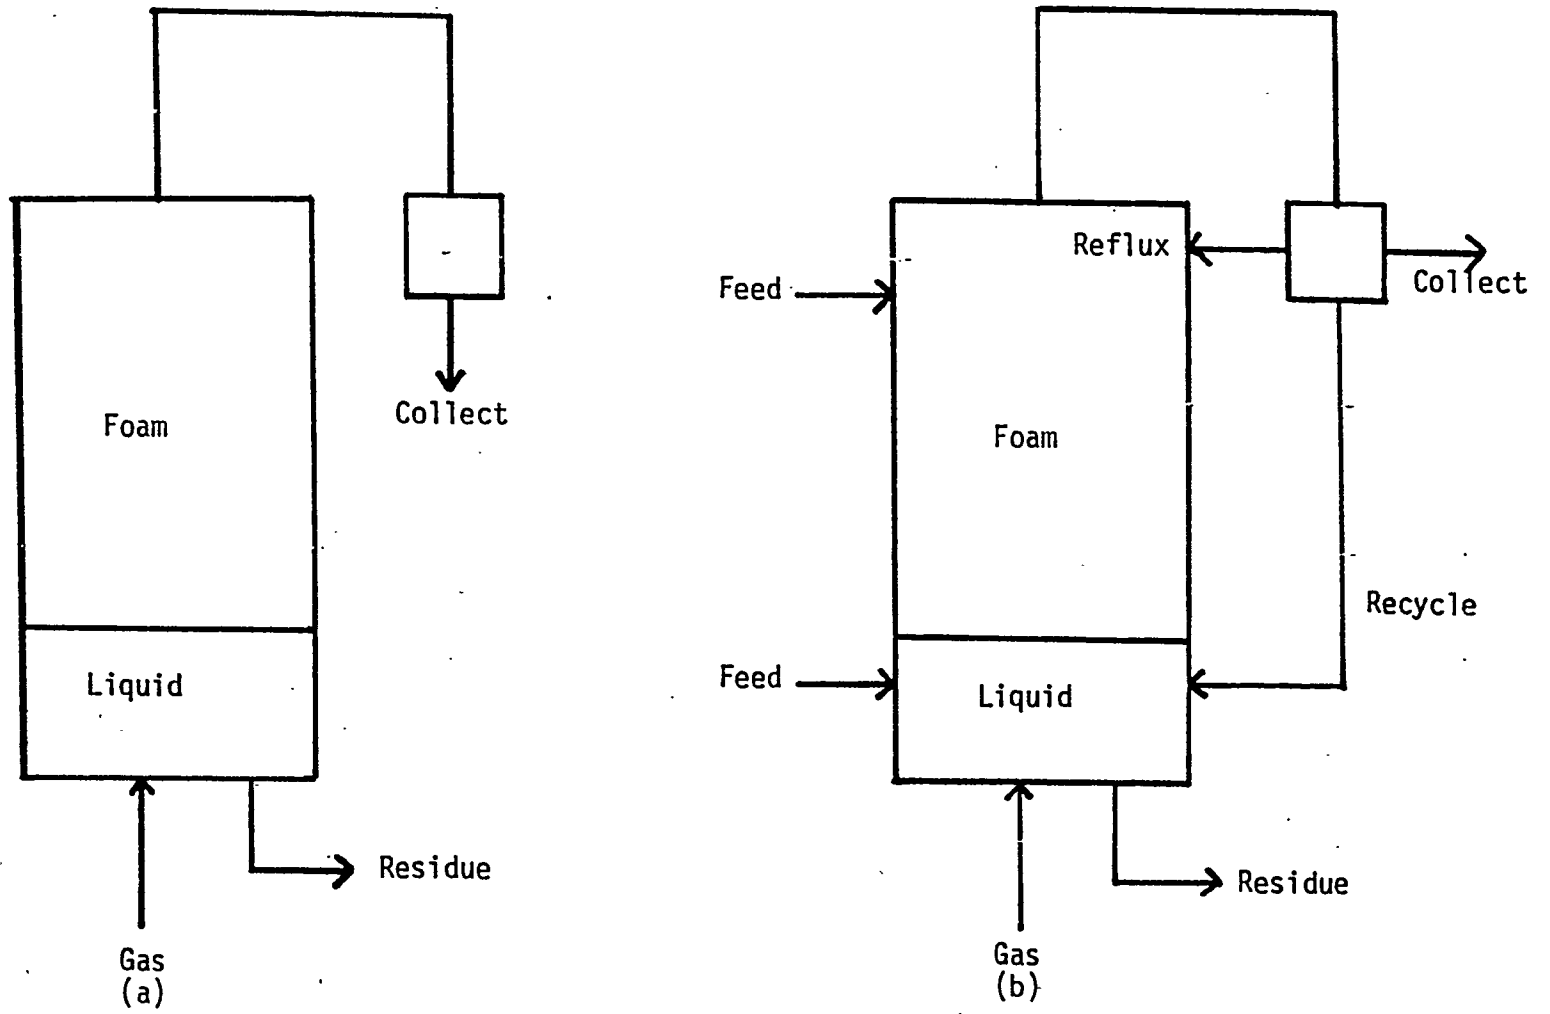 Foam
Collect
Liquid
Residue
Gas
(a)
Reflux
Feed
Collect
Foam
Recycle
Feed
Liquid
Residue
Gas
(b)